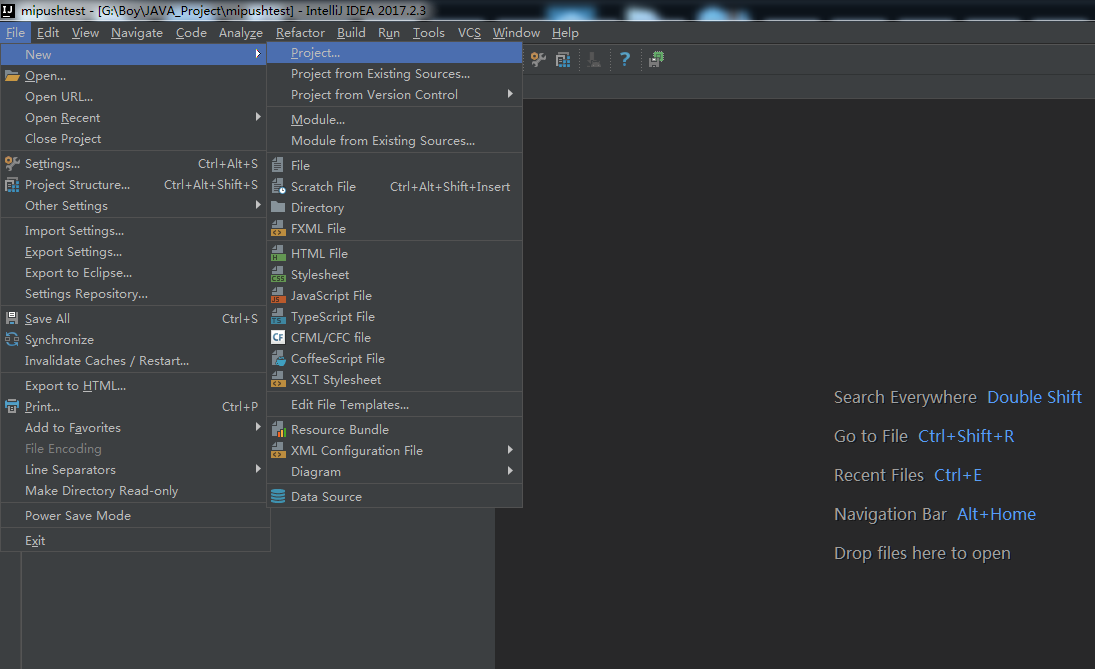 IJ mipushtest - [G:\Boy\JAVA_Project\mipushtest] - IntelliJ IDEA 2017.2.3
File Edit View Navigate Code Analyze Refactor Build Run Tools VCS Window Help
New
Open...
Open URL...
Open Recent
Close Project
Settings... Ctrl+Alt+S
Project Structure... Ctrl+Alt+Shift+S
Other Settings
Import Settings...
Export Settings...
Export to Eclipse...
Settings Repository...
Save All Ctrl+S
Synchronize
Invalidate Caches / Restart...
Export to HTML...
Print... Ctrl+P
Add to Favorites
File Encoding
Line Separators
Make Directory Read-only
Power Save Mode
Exit
Project...
Project from Existing Sources...
Project from Version Control
Module...
Module from Existing Sources...
File
Scratch File Ctrl+Alt+Shift+Insert
Directory
FXML File
H HTML File
CSS Stylesheet
JS JavaScript File
TS TypeScript File
CF CFML/CFC file
CoffeeScript File
XSLT Stylesheet
Edit File Templates...
Resource Bundle
XML Configuration File
Diagram
Data Source
?
Search Everywhere Double Shift
Go to File Ctrl+Shift+R
Recent Files Ctrl+E
Navigation Bar Alt+Home
Drop files here to open